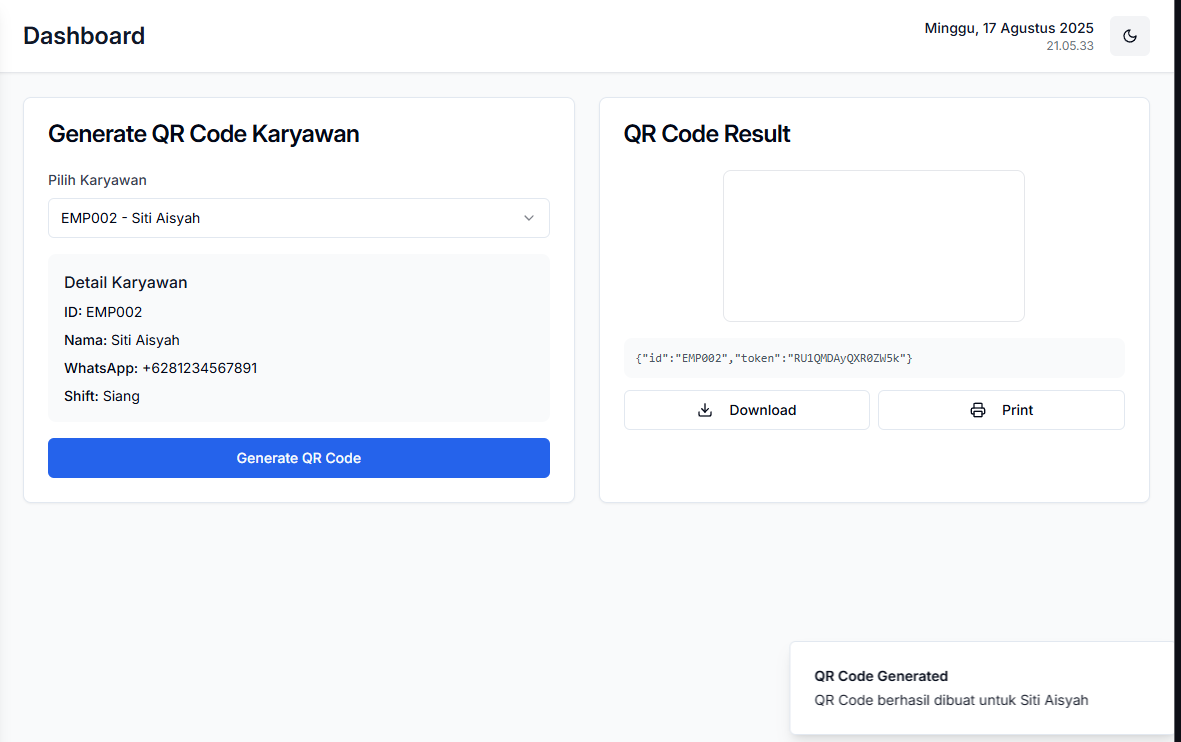 Dashboard
Minggu, 17 Agustus 2025
21.05.33
Generate QR Code Karyawan
Pilih Karyawan
EMP002 - Siti Aisyah
Detail Karyawan
ID: EMP002
Nama: Siti Aisyah
WhatsApp: +6281234567891
Shift: Siang
Generate QR Code
QR Code Result
{"id":"EMP002","token":"RU1QMDAyQXR0ZW5k"}
Download
Print
QR Code Generated
QR Code berhasil dibuat untuk Siti Aisyah